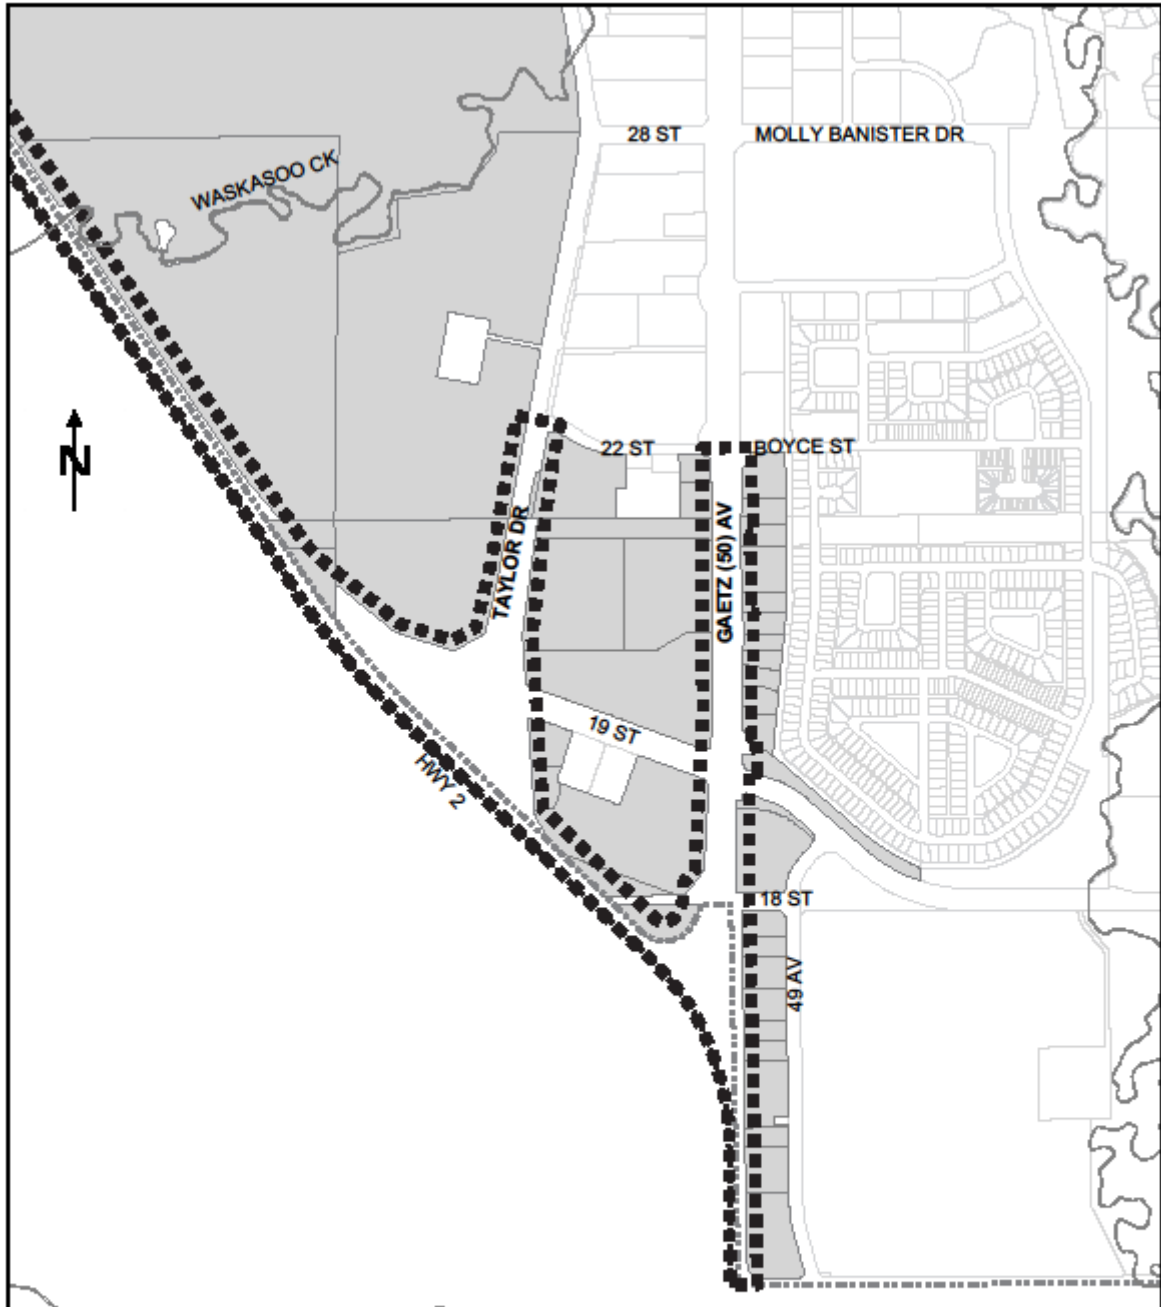 28 ST
MOLLY BANISTER DR
WASKASOO CK
N
22 ST
BOYCE ST
TAYLOR DR
GAETZ (50) AV
19 ST
HWY 2
18 ST
49 AV